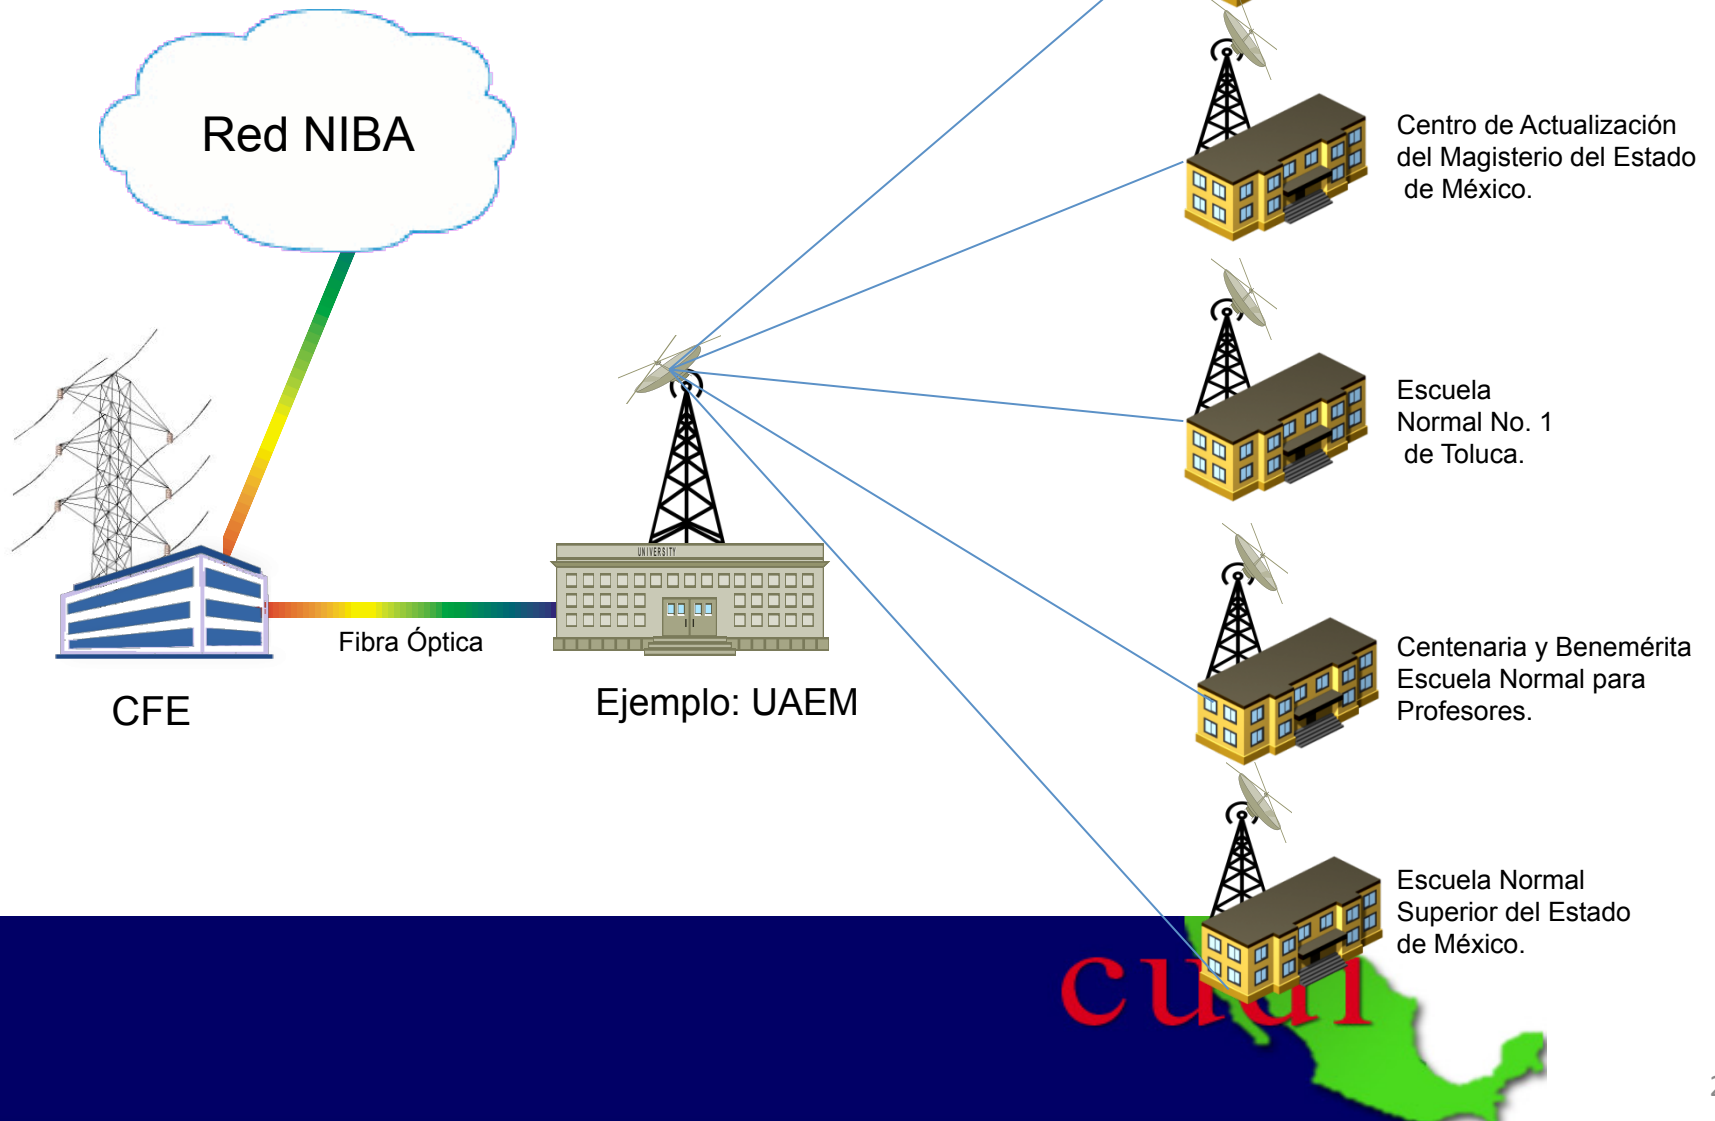 Red NIBA
Centro de Actualización
del Magisterio del Estado
de México.
Escuela
Normal No. 1
de Toluca.
UNIVERSITY
Fibra Óptica
CFE
Ejemplo: UAEM
Centenaria y Benemérita
Escuela Normal para
Profesores.
Escuela Normal
Superior del Estado
de México.
cudi